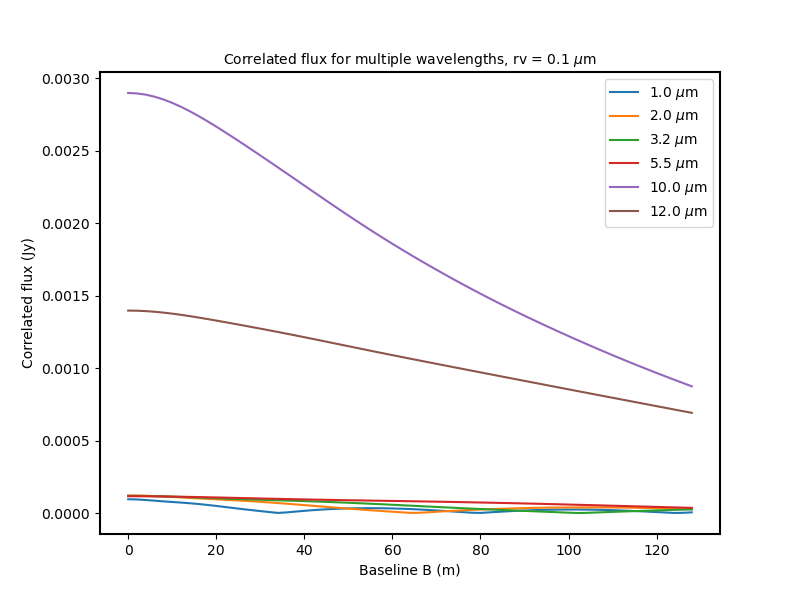 Correlated flux for multiple wavelengths, rv = 0.1 μm
0.0030
0.0025
0.0020
0.0015
0.0010
0.0005
0.0000
Correlated flux (Jy)
1.0 μm
2.0 μm
3.2 μm
5.5 μm
10.0 μm
12.0 μm
0 20 40 60 80 100 120
Baseline B (m)